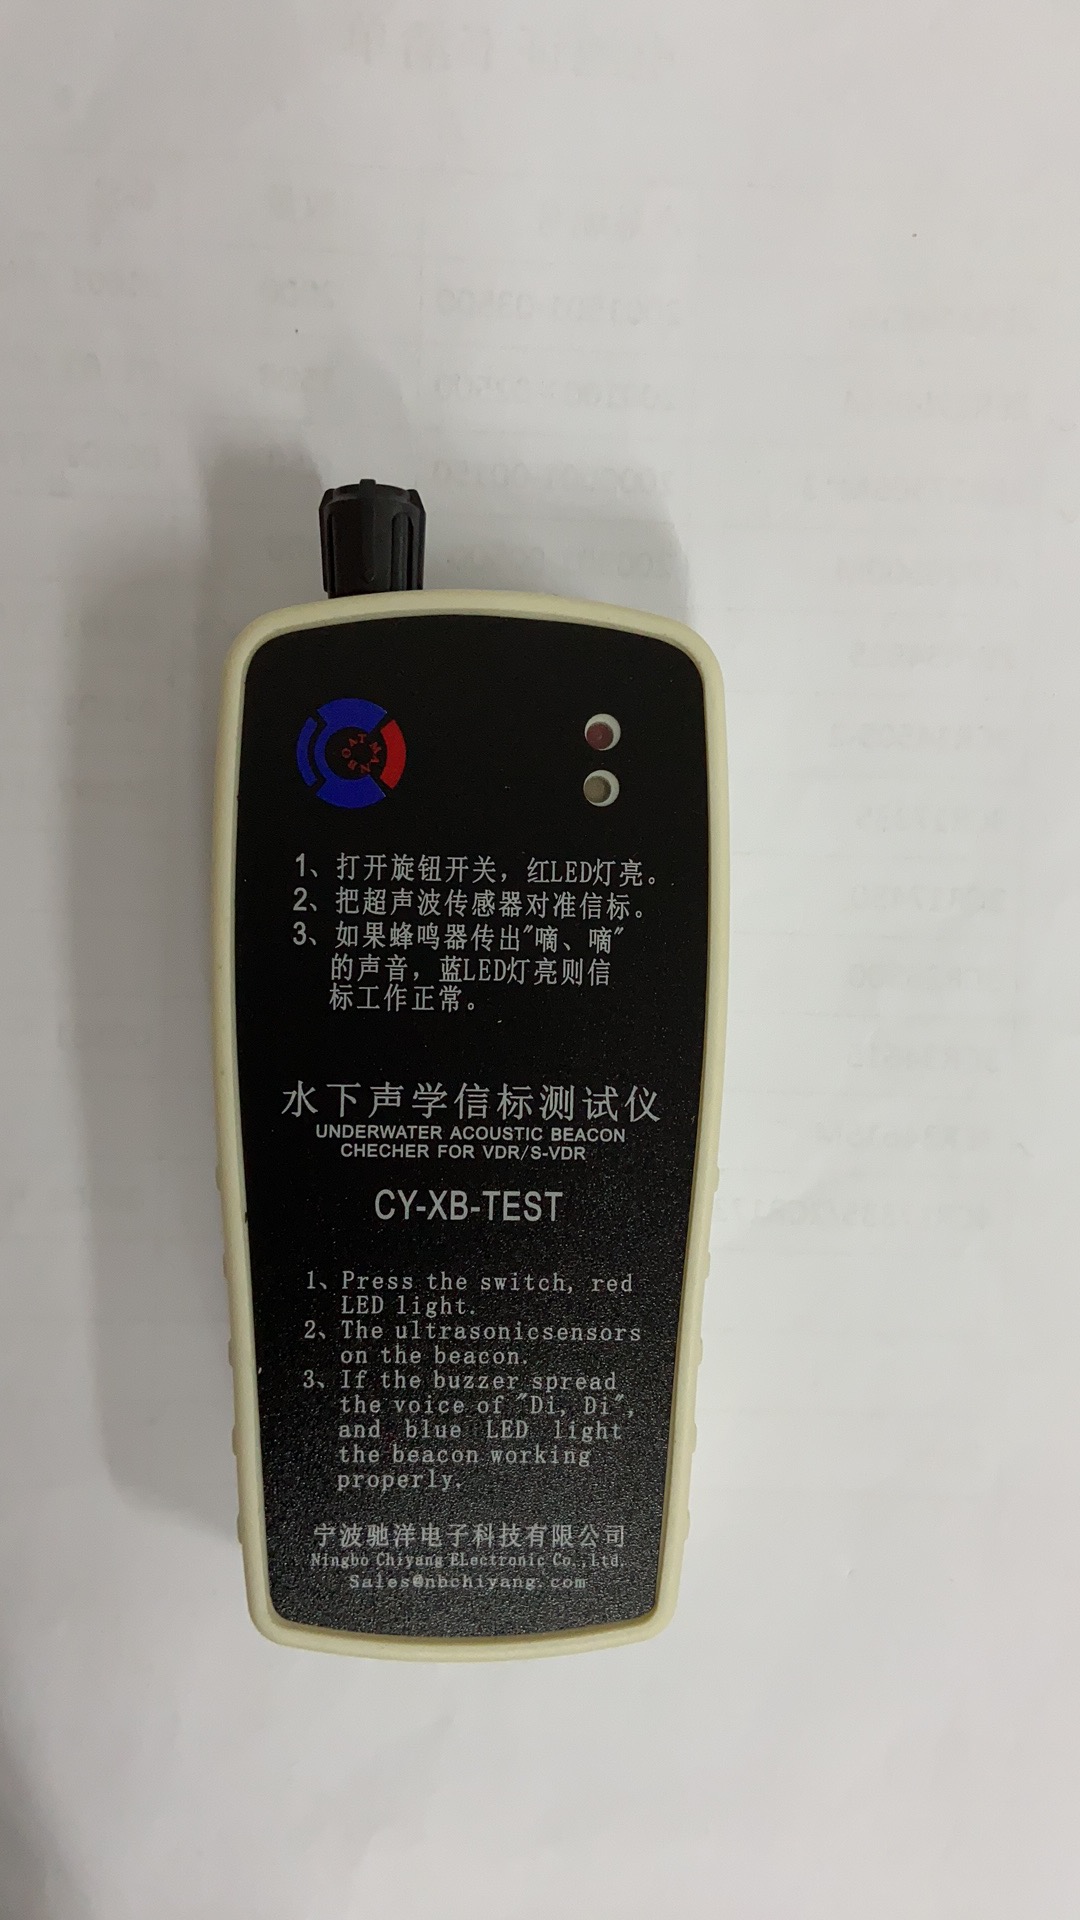 MANBOAT
1、打开旋钮开关，红LED灯亮。
2、把超声波传感器对准信标。
3、如果蜂鸣器传出"嘀、嘀"
的声音，蓝LED灯亮则信
标工作正常。
水下声学信标测试仪
UNDERWATER ACOUSTIC BEACON
CHECHER FOR VDR/S-VDR
CY-XB-TEST
1、Press the switch, red
LED light.
2、The ultrasonicsensors
on the beacon.
3、If the buzzer spread
the voice of "Di, Di",
and blue LED light
the beacon working
properly.
宁波驰洋电子科技有限公司
Ningbo Chiyang ELectronic Co.,Ltd.
Sales@nbchiyang.com